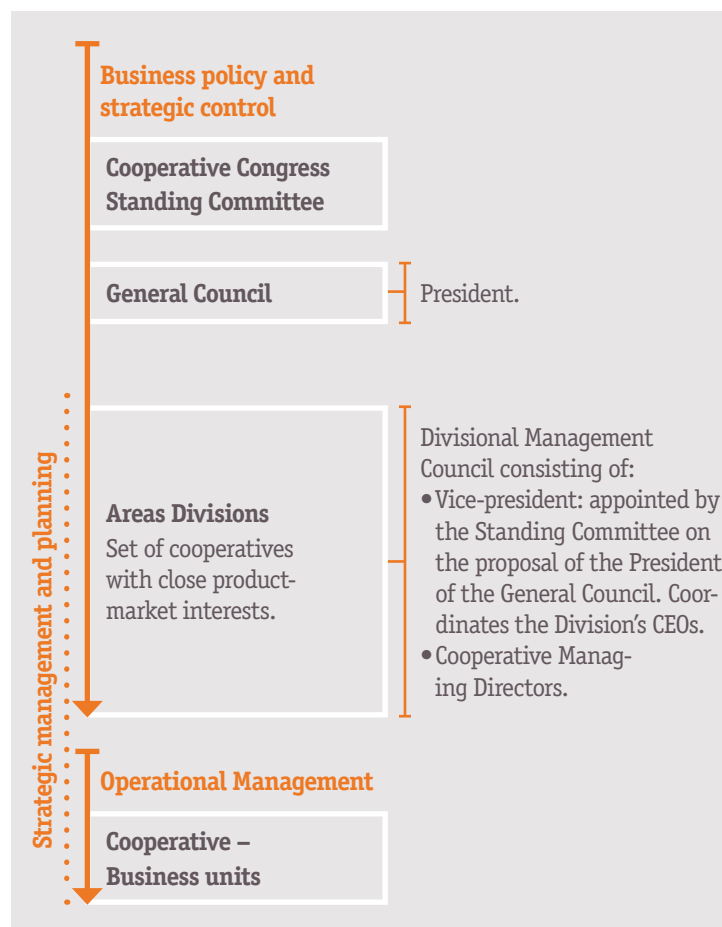 Business policy and
strategic control
Cooperative Congress
Standing Committee
General Council
President.
Strategic management and planning
Areas Divisions
Set of cooperatives
with close product-
market interests.
Divisional Management
Council consisting of:
•Vice-president: appointed by
the Standing Committee on
the proposal of the President
of the General Council. Coor-
dinates the Division’s CEOs.
•Cooperative Manag-
ing Directors.
Operational Management
Cooperative –
Business units